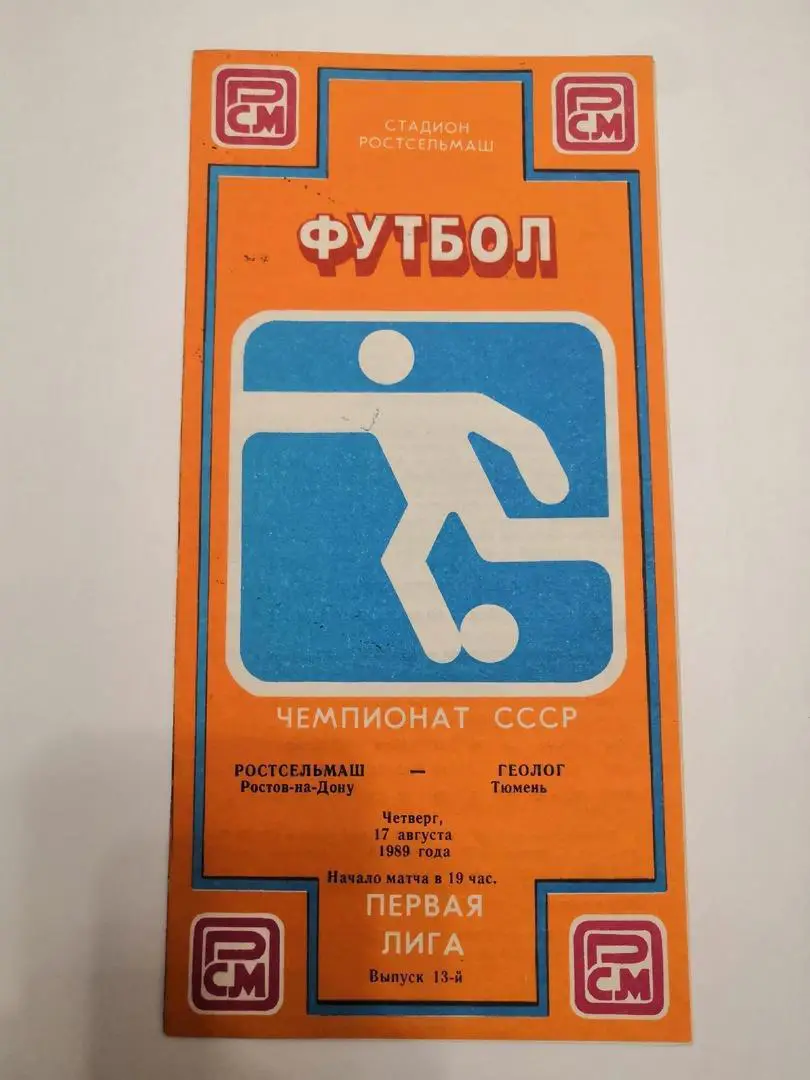 РСМ
РСМ
СТАДИОН
РОСТСЕЛЬМАШ
ФУТБОЛ
ЧЕМПИОНАТ СССР
РОСТСЕЛЬМАШ — ГЕОЛОГ
Ростов-на-Дону Тюмень
Четверг,
17 августа
1989 года
Начало матча в 19 час.
ПЕРВАЯ
ЛИГА
Выпуск 13-й
РСМ
РСМ